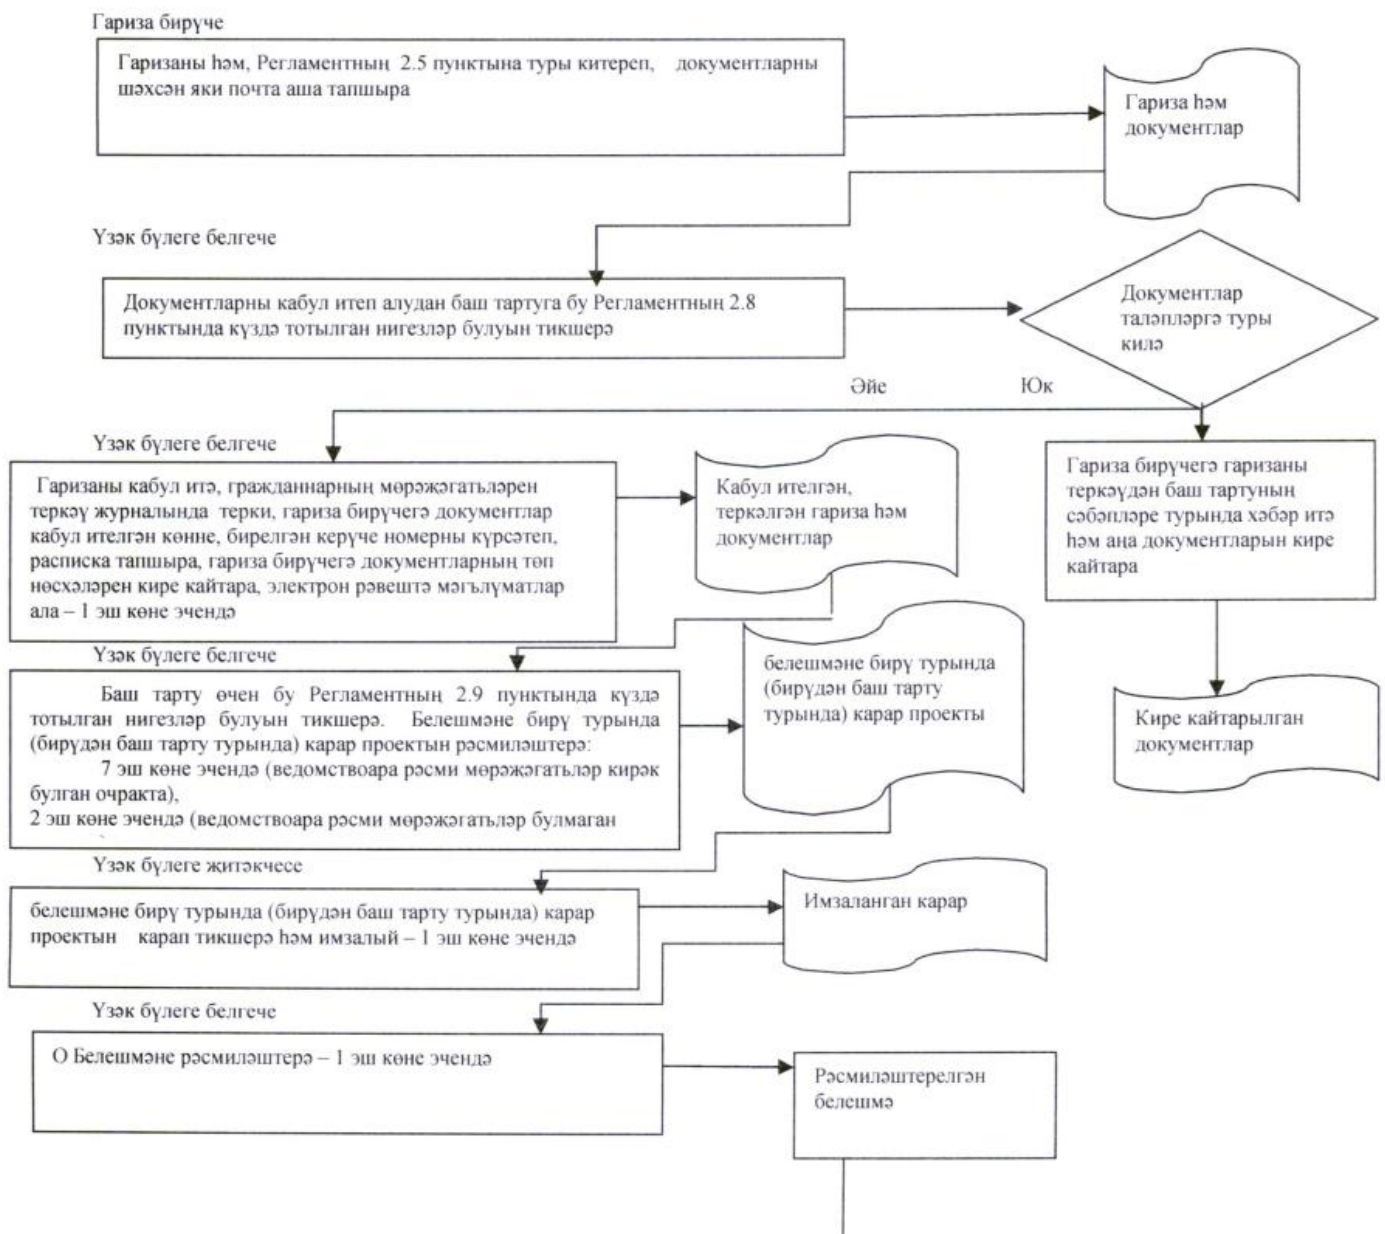 Гариза бирүче
Гаризаны һәм, Регламентның 2.5 пунктына туры китереп, документларны
шәхсән яки почта аша тапшыра
Гариза һәм
документлар
Үзәк бүлеге белгече
Документларны кабул итеп алудан баш тартуга бу Регламентның 2.8
пунктында күздә тотылган нигезләр булуын тикшерә
Документлар
таләпләргә туры
килә
Әйе
Юк
Үзәк бүлеге белгече
Гаризаны кабул итә, гражданнарның мөрәҗәгатьләрен
теркәү журналында терки, гариза бирүчегә документлар
кабул ителгән көнне, бирелгән керүче номерны күрсәтеп,
расписка тапшыра, гариза бирүчегә документларның төп
нөсхәләрен кире кайтара, электрон рәвештә мәгълүматлар
ала – 1 эш көне эчендә
Кабул ителгән,
теркәлгән гариза һәм
документлар
Гариза бирүчегә гаризаны
теркәүдән баш тартуның
сәбәпләре турында хәбәр итә
һәм аңа документларын кире
кайтара
Үзәк бүлеге белгече
Баш тарту өчен бу Регламентның 2.9 пунктында күздә
тотылган нигезләр булуын тикшерә. Белешмәне бирү турында
(бирүдән баш тарту турында) карар проектын рәсмиләштерә:
7 эш көне эчендә (ведомствоара рәсми мөрәҗәгатьләр кирәк
булган очракта),
2 эш көне эчендә (ведомствоара рәсми мөрәҗәгатьләр булмаган
белешмәне бирү турында
(бирүдән баш тарту
турында) карар проекты
Кире кайтарылган
документлар
Үзәк бүлеге җитәкчесе
белешмәне бирү турында (бирүдән баш тарту турында) карар
проектын карап тикшерә һәм имзалый – 1 эш көне эчендә
Имзаланган карар
Үзәк бүлеге белгече
О Белешмәне рәсмиләштерә – 1 эш көне эчендә
Рәсмиләштерелгән
белешмә